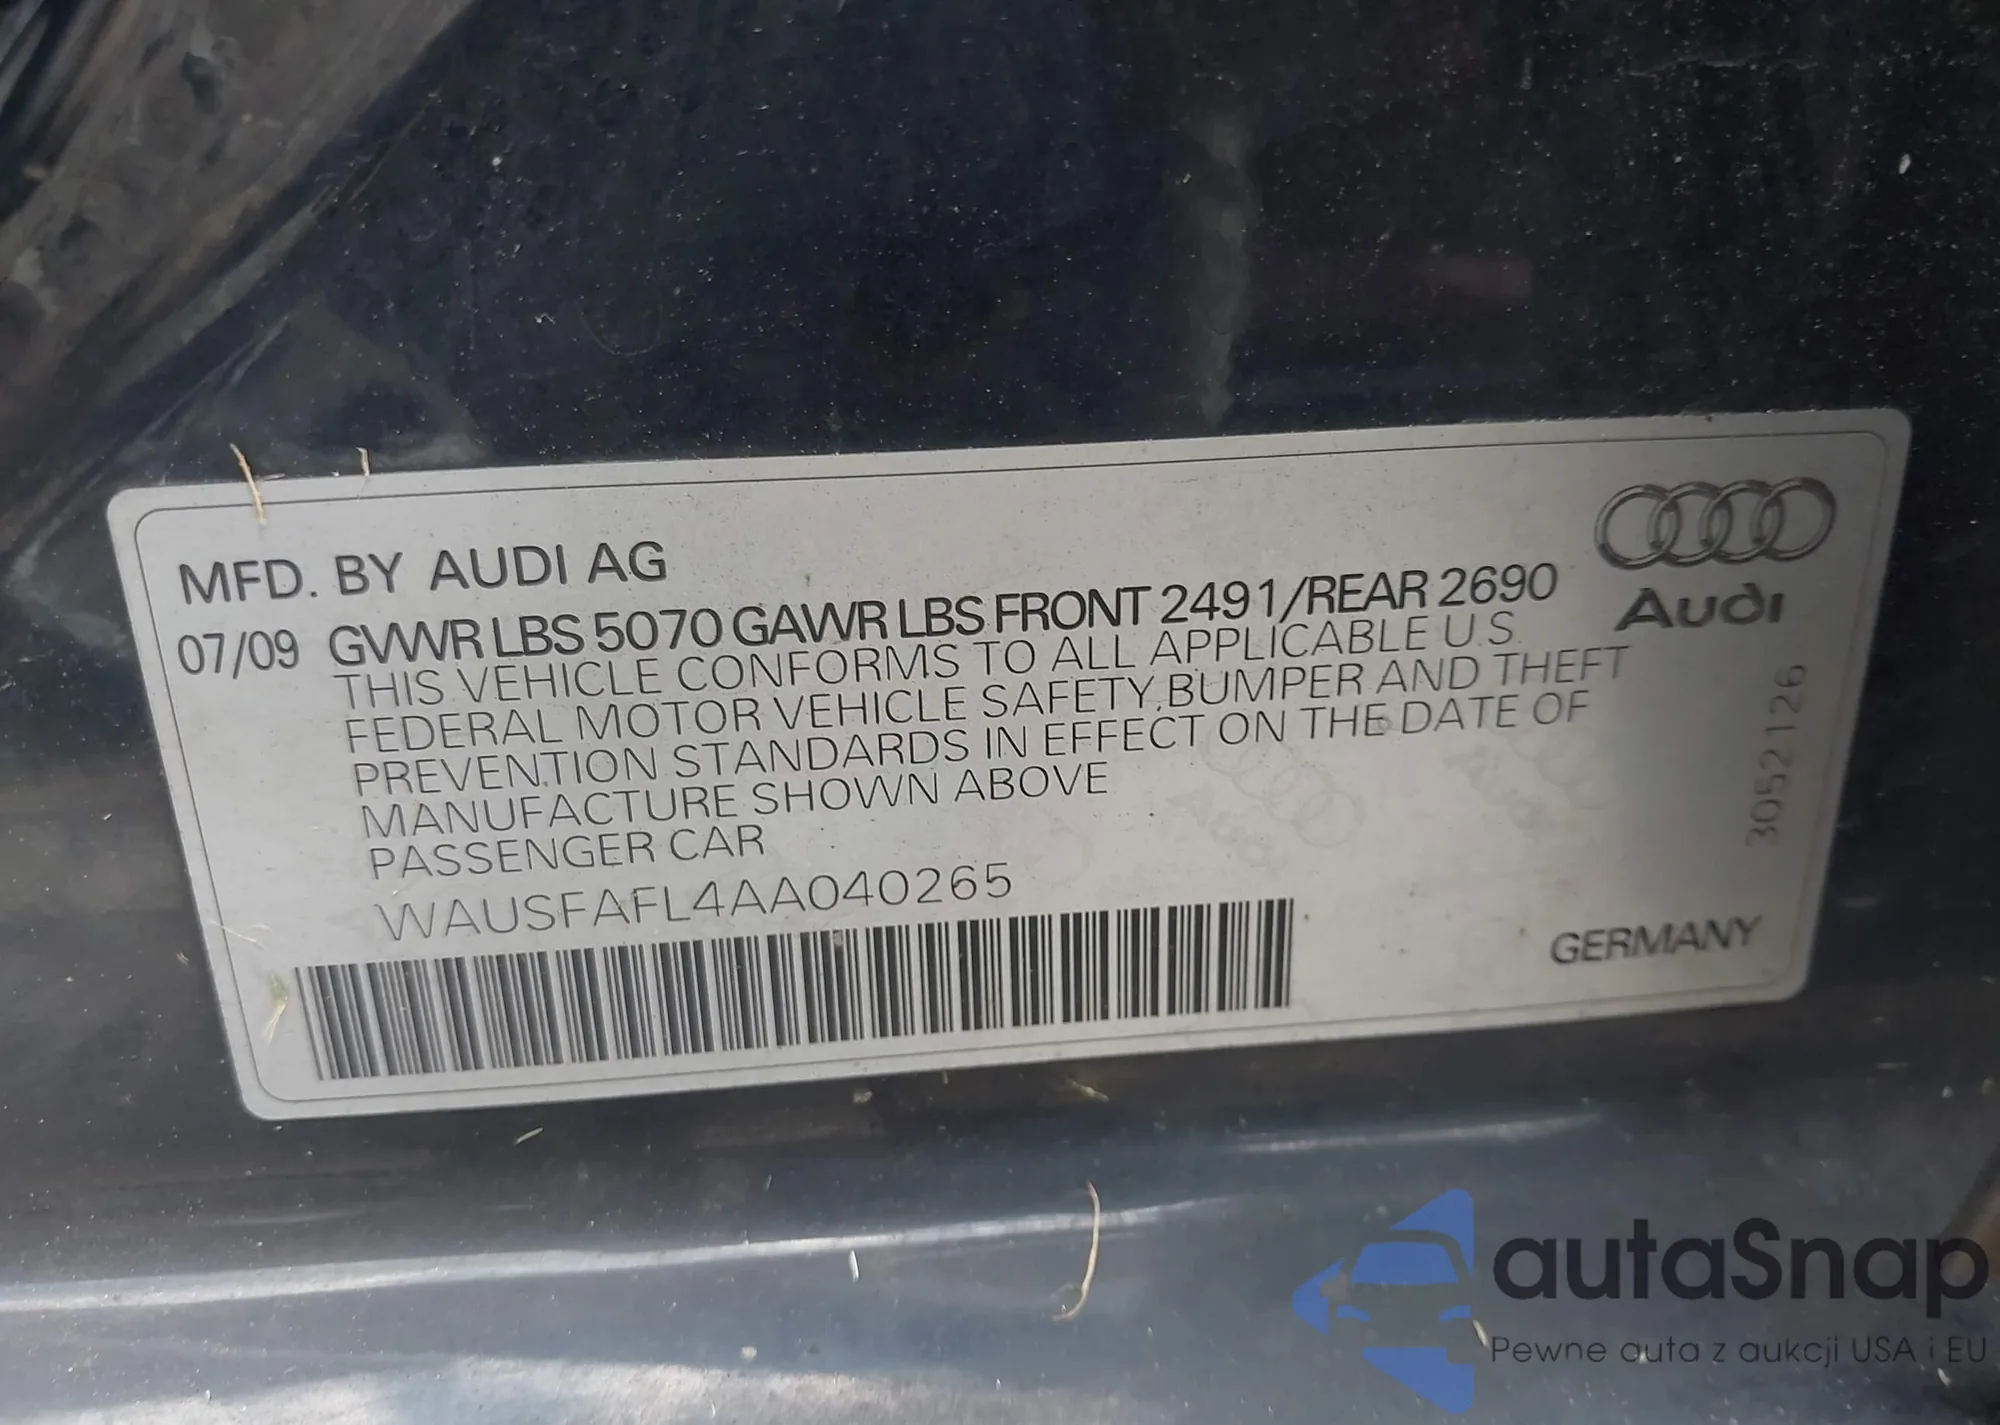 MFD. BY AUDI AG
07/09 GVWR LBS 5070 GAWR LBS FRONT 2491/REAR 2690
THIS VEHICLE CONFORMS TO ALL APPLICABLE U.S.
FEDERAL MOTOR VEHICLE SAFETY, BUMPER AND THEFT
PREVENTION STANDARDS IN EFFECT ON THE DATE OF
MANUFACTURE SHOWN ABOVE
PASSENGER CAR
WAUSFAFL4AA040265
Audi
3052126
GERMANY
Audi
Audi
autaSnap
Pewne auta z aukcji USA i EU